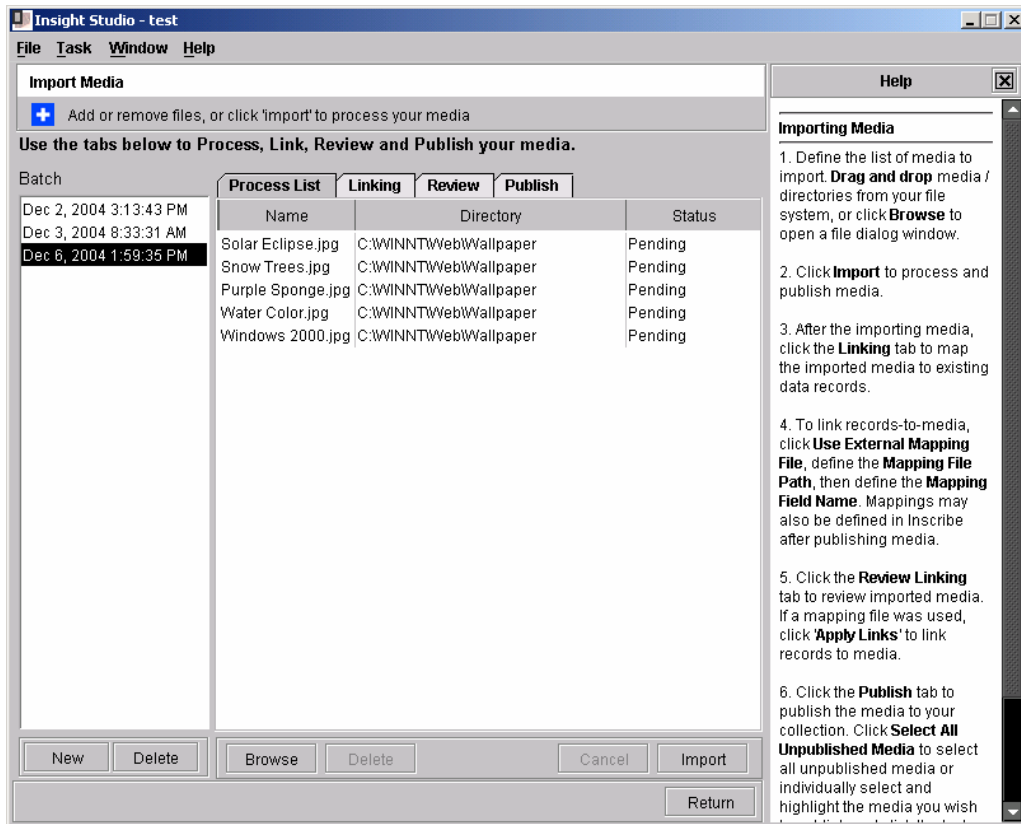 Insight Studio - test
File Task Window Help
Import Media
Add or remove files, or click 'import' to process your media
Use the tabs below to Process, Link, Review and Publish your media.
Batch
Dec 2, 2004 3:13:43 PM
Dec 3, 2004 8:33:31 AM
Dec 6, 2004 1:59:35 PM
New Delete
Process List Linking Review Publish
Name Directory Status
Solar Eclipse.jpg C:\WINNT\Web\Wallpaper Pending
Snow Trees.jpg C:\WINNT\Web\Wallpaper Pending
Purple Sponge.jpg C:\WINNT\Web\Wallpaper Pending
Water Color.jpg C:\WINNT\Web\Wallpaper Pending
Windows 2000.jpg C:\WINNT\Web\Wallpaper Pending
Browse Delete Cancel Import
Return
Help
Importing Media
1. Define the list of media to
import. Drag and drop media /
directories from your file
system, or click Browse to
open a file dialog window.
2. Click Import to process and
publish media.
3. After the importing media,
click the Linking tab to map
the imported media to existing
data records.
4. To link records-to-media,
click Use External Mapping
File, define the Mapping File
Path, then define the Mapping
Field Name. Mappings may
also be defined in Inscribe
after publishing media.
5. Click the Review Linking
tab to review imported media.
If a mapping file was used,
click 'Apply Links' to link
records to media.
6. Click the Publish tab to
publish the media to your
collection. Click Select All
Unpublished Media to select
all unpublished media or
individually select and
highlight the media you wish